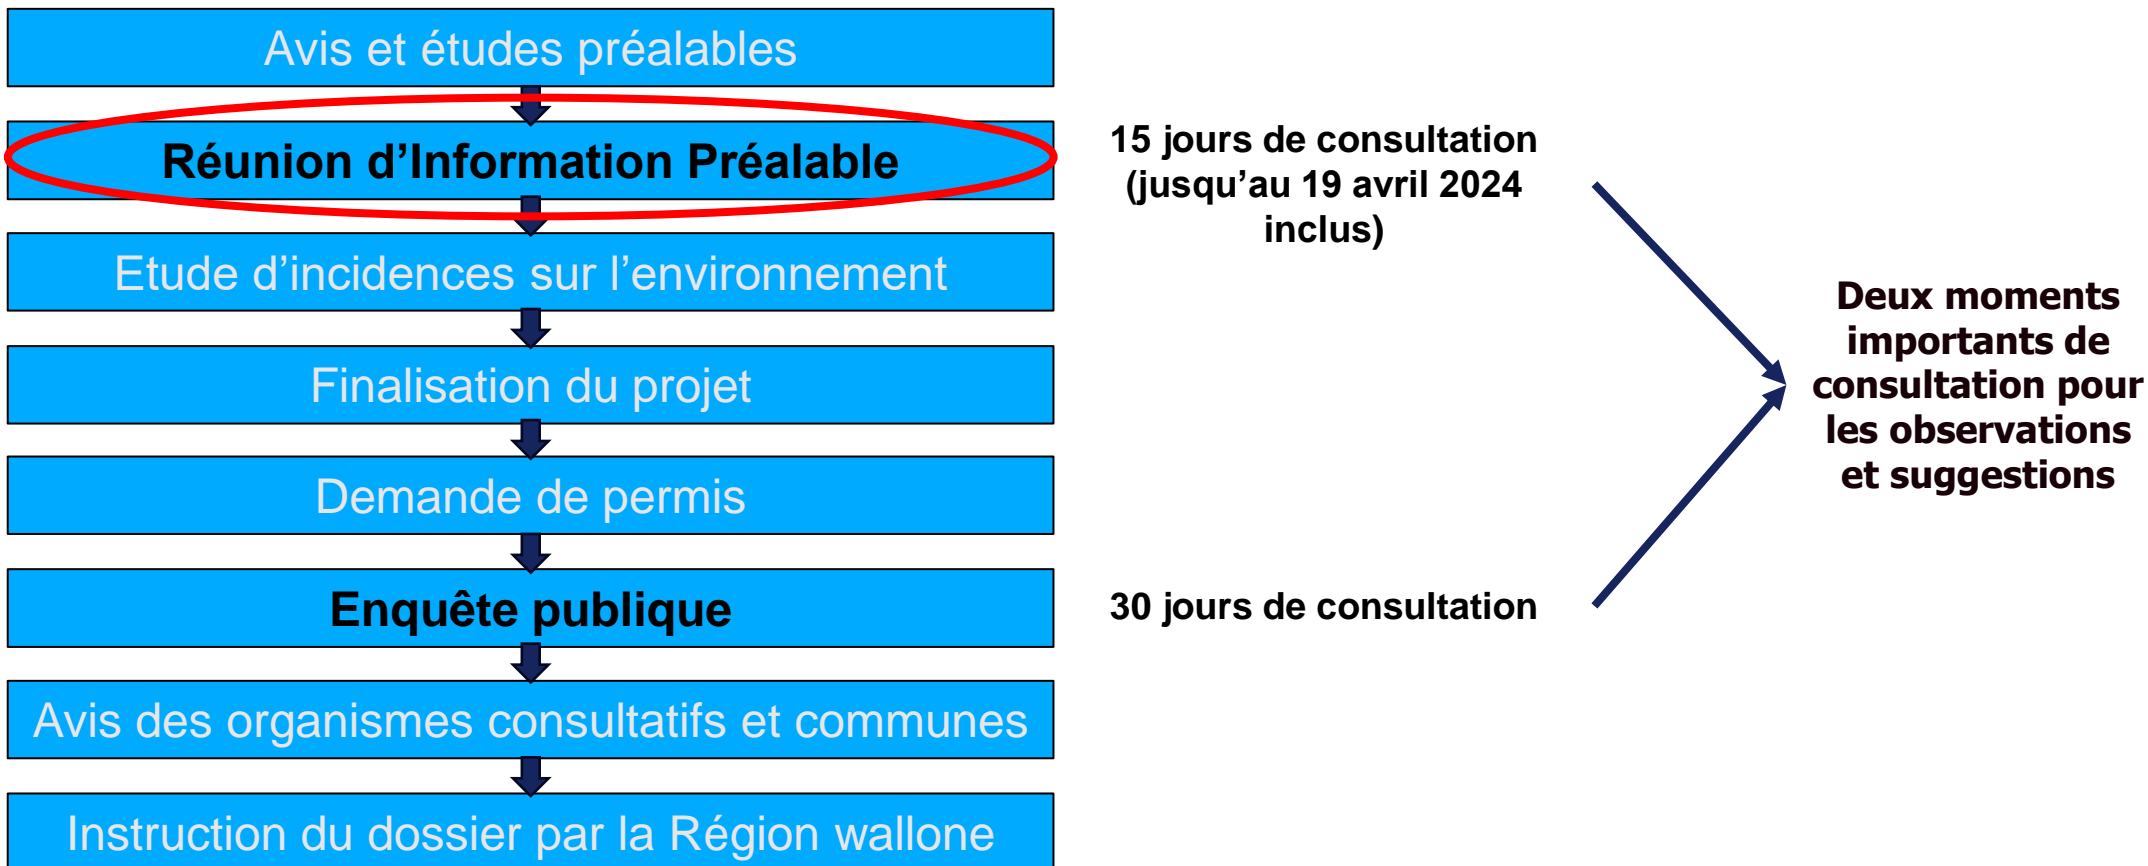 Avis et études préalables
Réunion d’Information Préalable
15 jours de consultation
(jusqu’au 19 avril 2024
inclus)
Etude d’incidences sur l’environnement
Finalisation du projet
Deux moments
importants de
consultation pour
les observations
et suggestions
Demande de permis
Enquête publique
30 jours de consultation
Avis des organismes consultatifs et communes
Instruction du dossier par la Région wallone